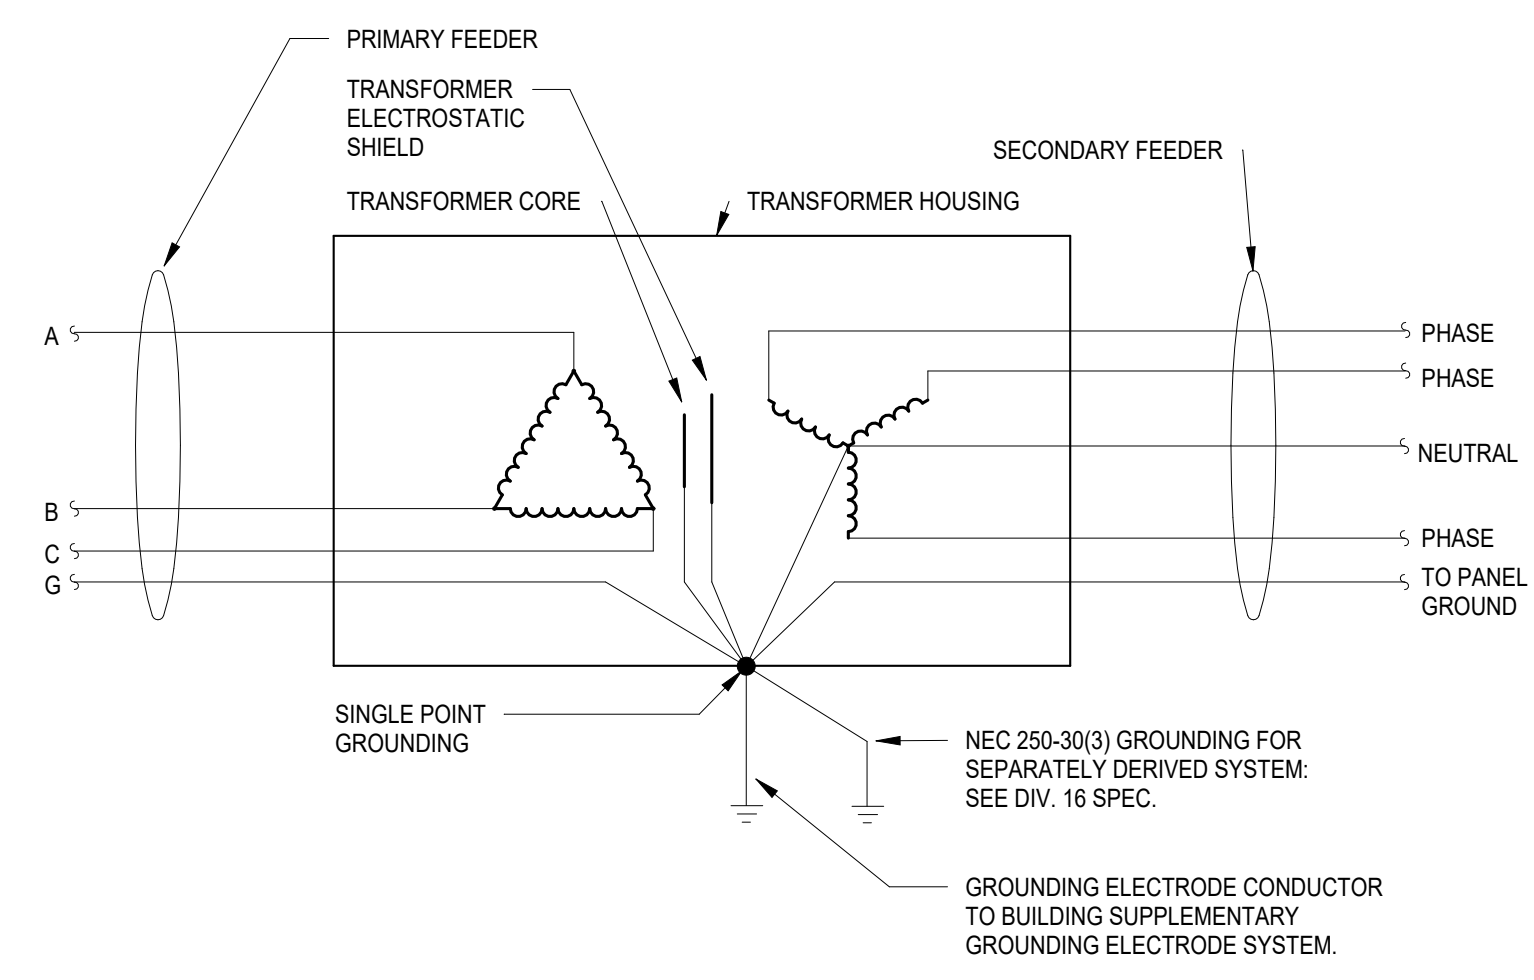 PRIMARY FEEDER
TRANSFORMER
ELECTROSTATIC
SHIELD
SECONDARY FEEDER
TRANSFORMER CORE
TRANSFORMER HOUSING
A
B
C
G
PHASE
PHASE
NEUTRAL
PHASE
TO PANEL
GROUND
SINGLE POINT
GROUNDING
NEC 250-30(3) GROUNDING FOR
SEPARATELY DERIVED SYSTEM:
SEE DIV. 16 SPEC.
GROUNDING ELECTRODE CONDUCTOR
TO BUILDING SUPPLEMENTARY
GROUNDING ELECTRODE SYSTEM.